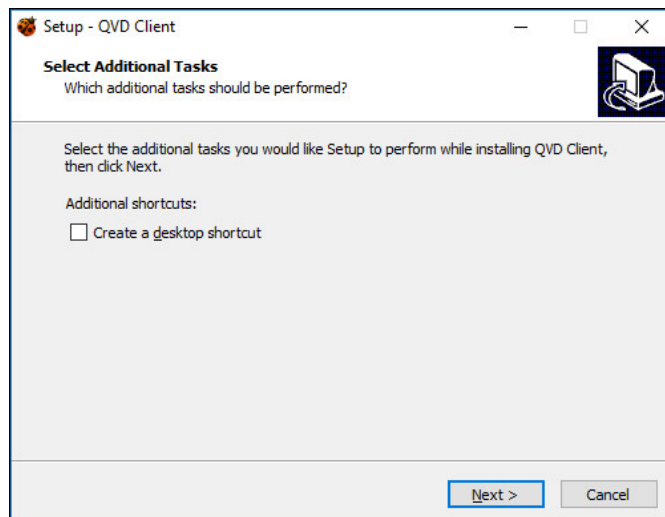 Setup - QVD Client
Select Additional Tasks
Which additional tasks should be performed?
Select the additional tasks you would like Setup to perform while installing QVD Client,
then click Next.
Additional shortcuts:
Create a desktop shortcut
Next >
Cancel